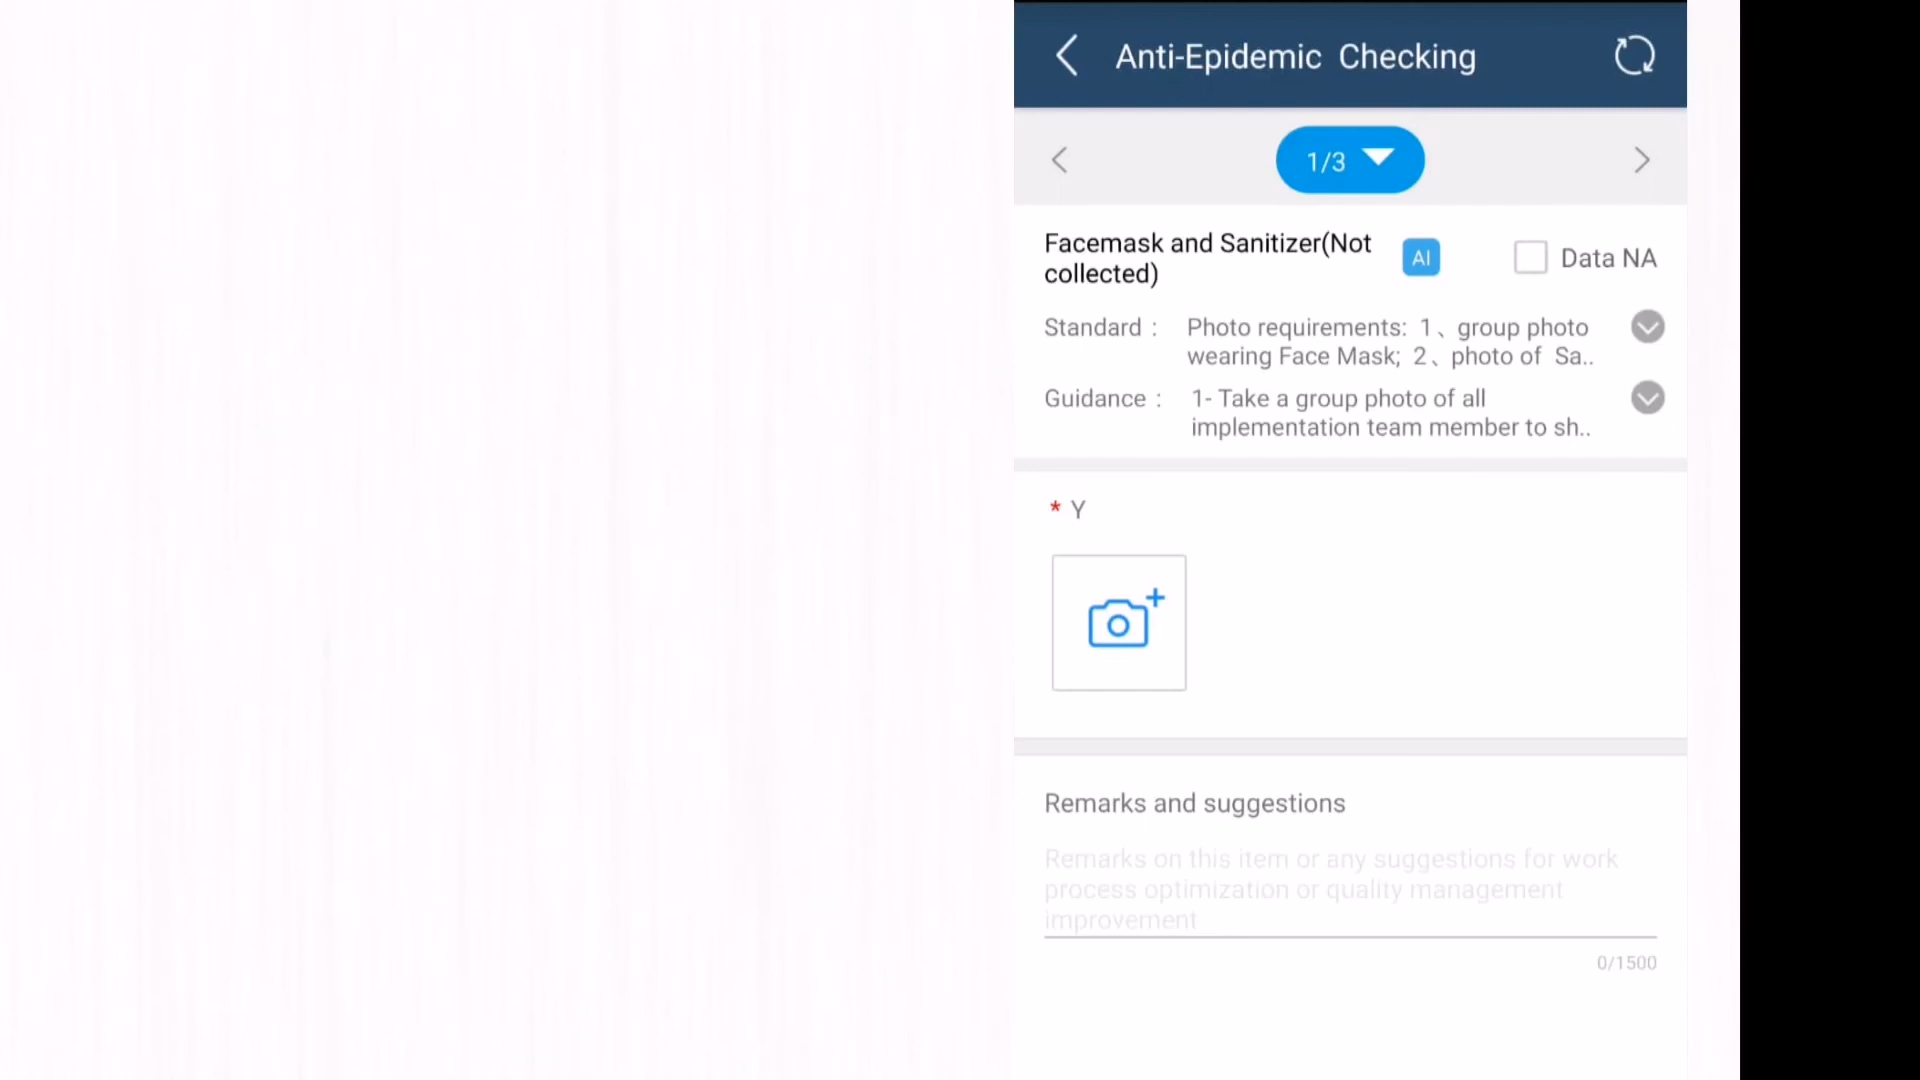 Anti-Epidemic Checking
1/3
Facemask and Sanitizer(Not
collected)
AI
Data NA
Standard :
Photo requirements: 1、group photo
wearing Face Mask; 2、photo of Sa..
Guidance :
1- Take a group photo of all
implementation team member to sh..
* Y
Remarks and suggestions
Remarks on this item or any suggestions for work
process optimization or quality management
improvement
0/1500